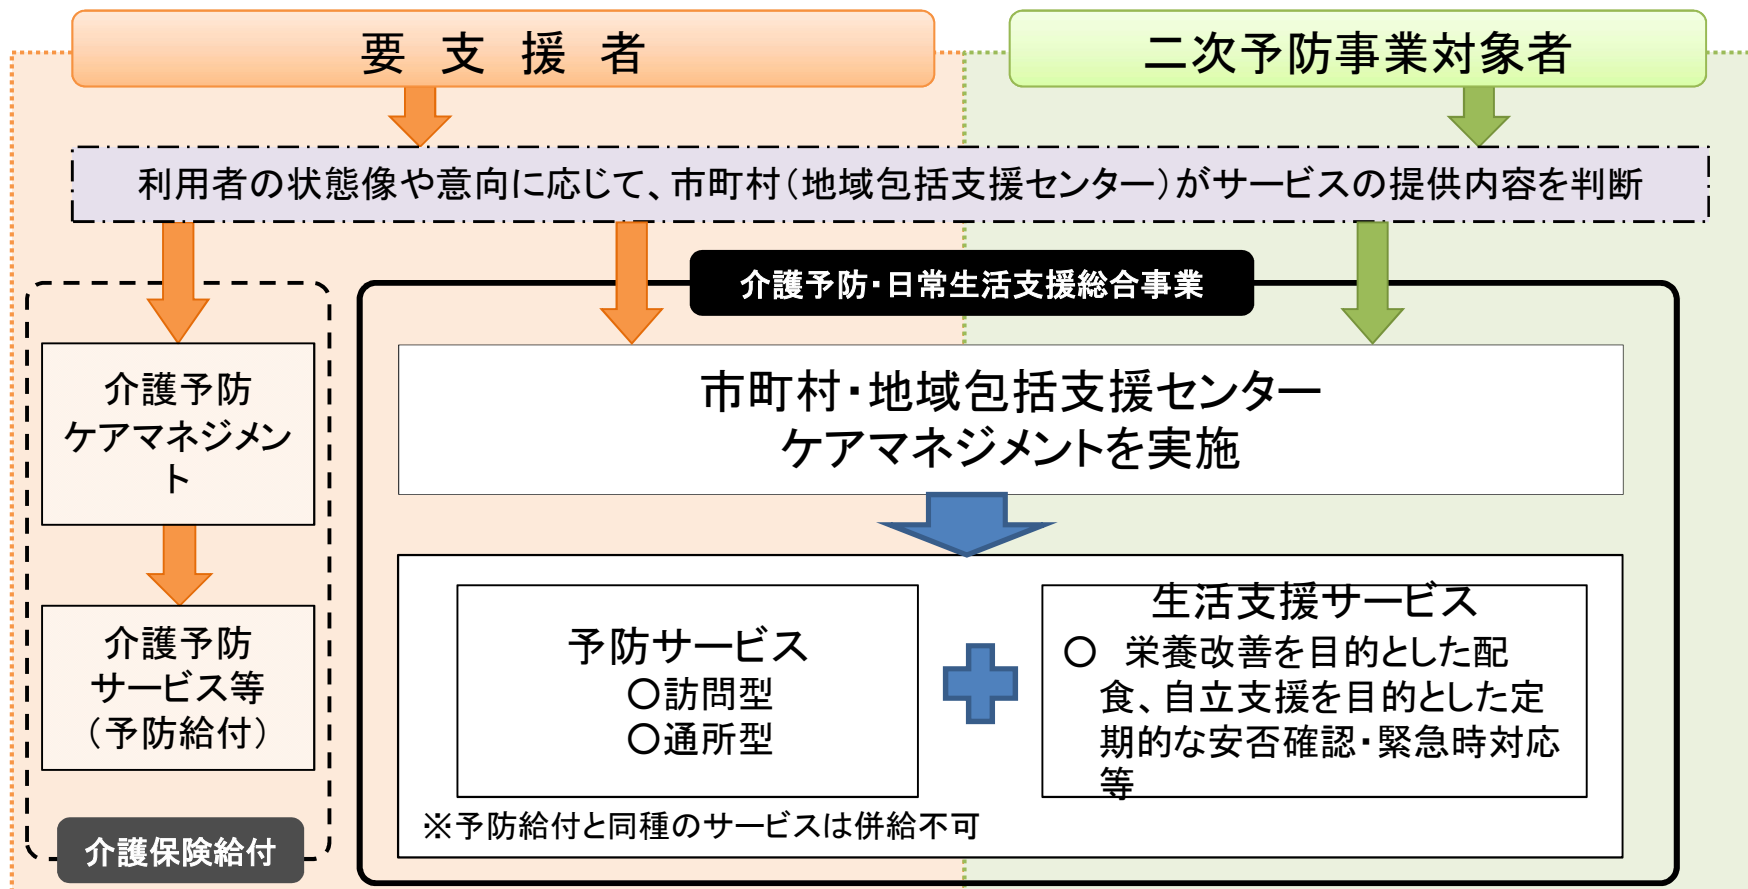 要支援者
二次予防事業対象者
利用者の状態像や意向に応じて、市町村(地域包括支援センター)がサービスの提供内容を判断
介護予防・日常生活支援総合事業
介護予防
ケアマネジメン
ト
市町村・地域包括支援センター
ケアマネジメントを実施
介護予防
サービス等
(予防給付)
介護保険給付
予防サービス
○訪問型
○通所型
生活支援サービス
○ 栄養改善を目的とした配
食、自立支援を目的とした定
期的な安否確認・緊急時対応
等
※予防給付と同種のサービスは併給不可